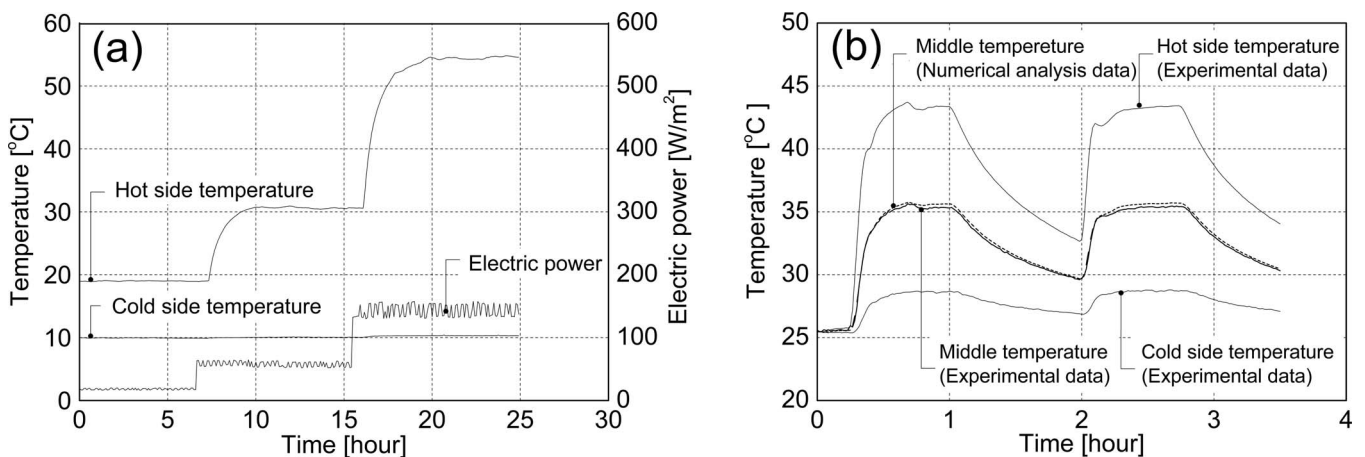 (a)
Temperature [°C]
60
50
40
30
20
10
0
600
500
400
300
200
100
0
Electric power [W/m²]
Hot side temperature
Electric power
Cold side temperature
0 5 10 15 20 25 30
Time [hour]
(b)
Temperature [°C]
50
45
40
35
30
25
20
Middle tempereture
(Numerical analysis data)
Hot side temperature
(Experimental data)
Middle temperature
(Experimental data)
Cold side temperature
(Experimental data)
0 1 2 3 4
Time [hour]